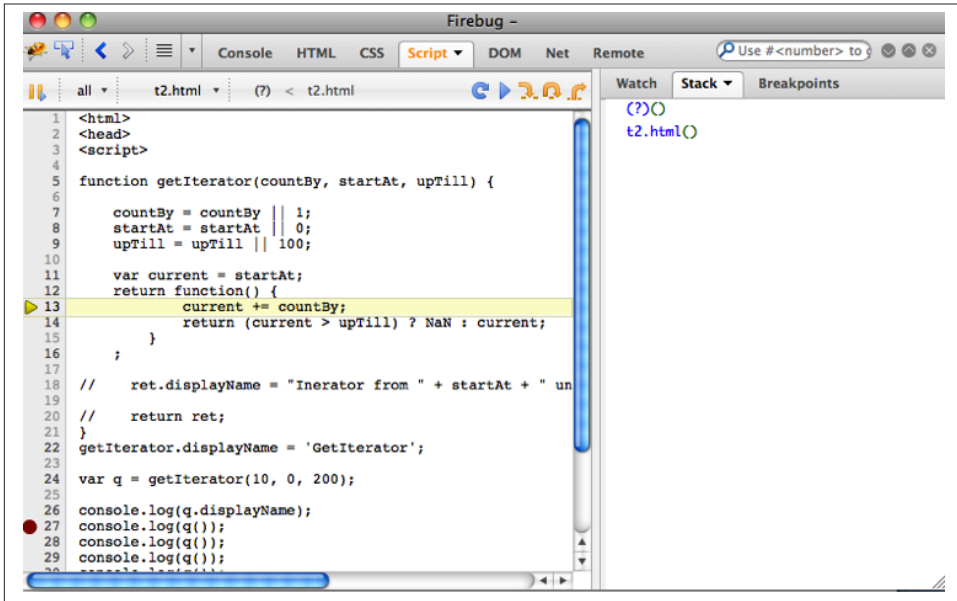 Firebug –
Console HTML CSS Script DOM Net Remote
Use #<number> to
all t2.html (?) < t2.html
Watch Stack Breakpoints
(?)()
t2.html()
1 <html>
2 <head>
3 <script>
4
5 function getIterator(countBy, startAt, upTill) {
6
7 countBy = countBy || 1;
8 startAt = startAt || 0;
9 upTill = upTill || 100;
10
11 var current = startAt;
12 return function() {
13 current += countBy;
14 return (current > upTill) ? NaN : current;
15 }
16 ;
17
18 // ret.displayName = "Inerator from " + startAt + " un
19
20 // return ret;
21 }
22 getIterator.displayName = 'GetIterator';
23
24 var q = getIterator(10, 0, 200);
25
26 console.log(q.displayName);
27 console.log(q());
28 console.log(q());
29 console.log(q());